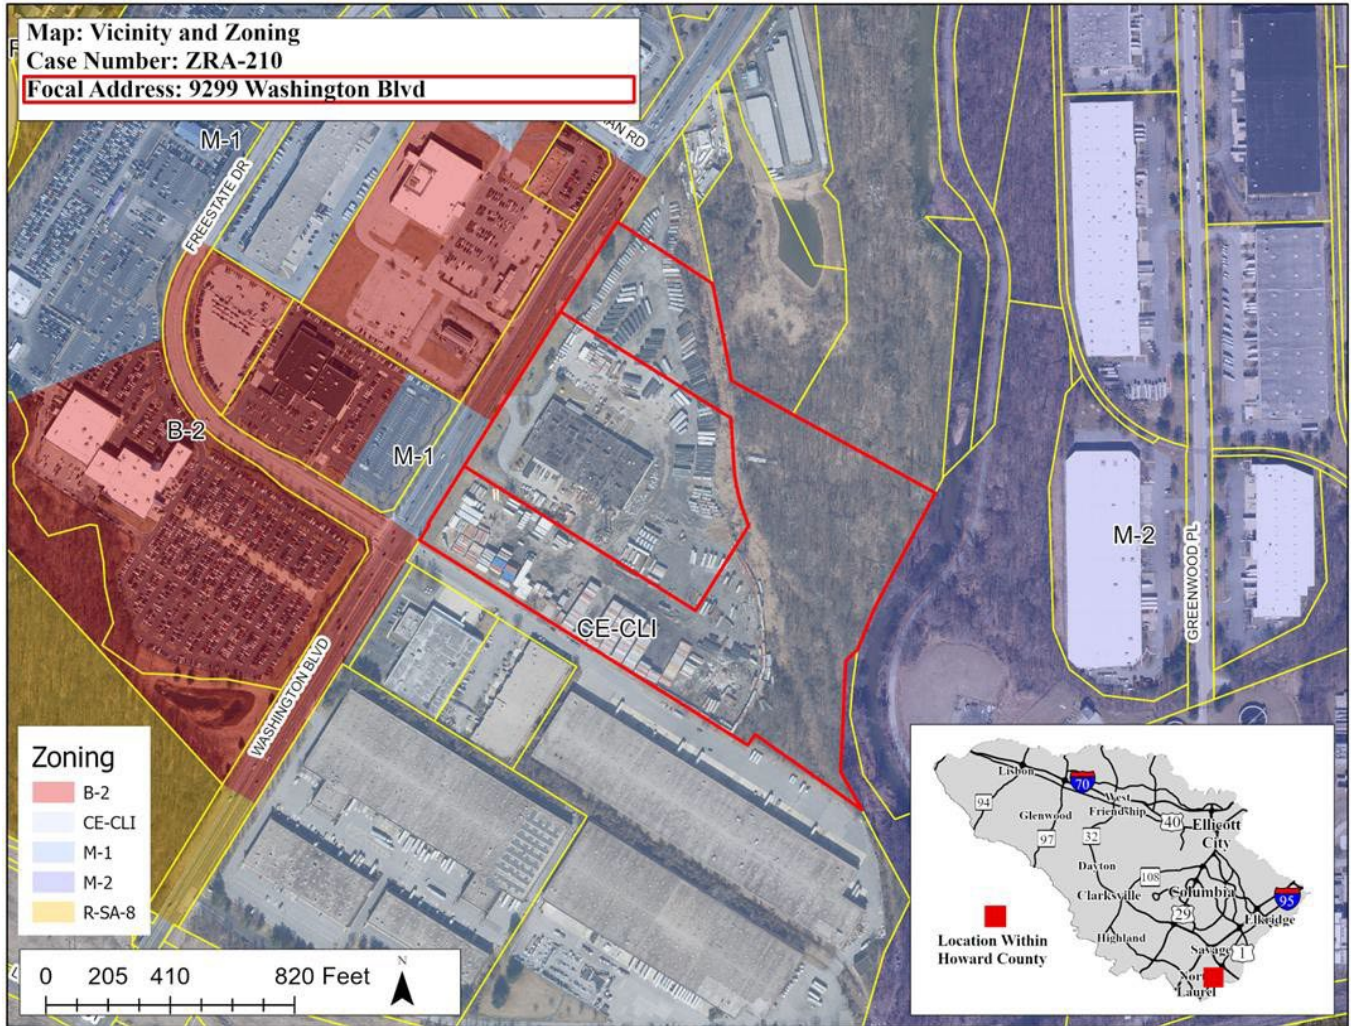 Map: Vicinity and Zoning
Case Number: ZRA-210
Focal Address: 9299 Washington Blvd
RD
M-1
FREESTATE DR
B-2
M-1
M-2
GREENWOOD PL
CE-CLI
WASHINGTON BLVD
Zoning
B-2
CE-CLI
M-1
M-2
R-SA-8
0 205 410 820 Feet
N
Lisbon
70
94
West
Friendship
Glenwood
40
97
32
Ellicott
City
Dayton
108
Clarksville
Columbia
95
29
Elkridge
Highland
Savage
1
Laurel
Location Within
Howard County